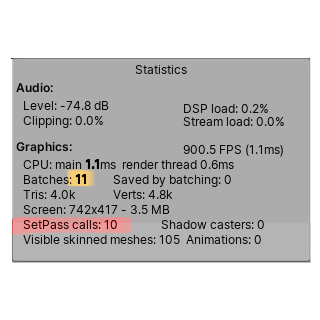 Statistics
Audio:
Level: -74.8 dB DSP load: 0.2%
Clipping: 0.0% Stream load: 0.0%
Graphics: 900.5 FPS (1.1ms)
CPU: main 1.1ms render thread 0.6ms
Batches: 11 Saved by batching: 0
Tris: 4.0k Verts: 4.8k
Screen: 742x417 - 3.5 MB
SetPass calls: 10 Shadow casters: 0
Visible skinned meshes: 105 Animations: 0